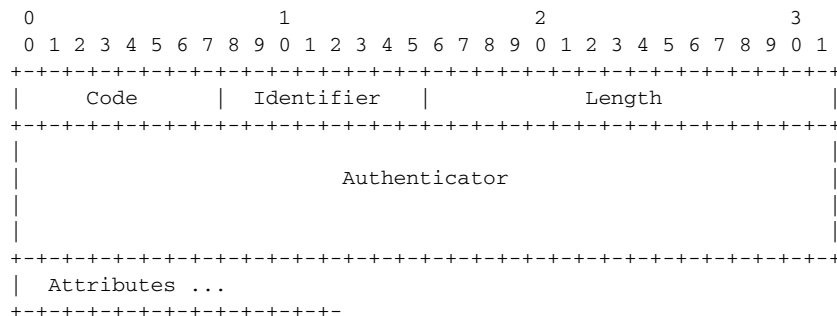 0                   1                   2                   3
 0 1 2 3 4 5 6 7 8 9 0 1 2 3 4 5 6 7 8 9 0 1 2 3 4 5 6 7 8 9 0 1
+-+-+-+-+-+-+-+-+-+-+-+-+-+-+-+-+-+-+-+-+-+-+-+-+-+-+-+-+-+-+-+-+
|     Code      |  Identifier   |            Length             |
+-+-+-+-+-+-+-+-+-+-+-+-+-+-+-+-+-+-+-+-+-+-+-+-+-+-+-+-+-+-+-+-+
|                                                               |
|                         Authenticator                         |
|                                                               |
|                                                               |
+-+-+-+-+-+-+-+-+-+-+-+-+-+-+-+-+-+-+-+-+-+-+-+-+-+-+-+-+-+-+-+-+
|  Attributes ...
+-+-+-+-+-+-+-+-+-+-+-+-+-